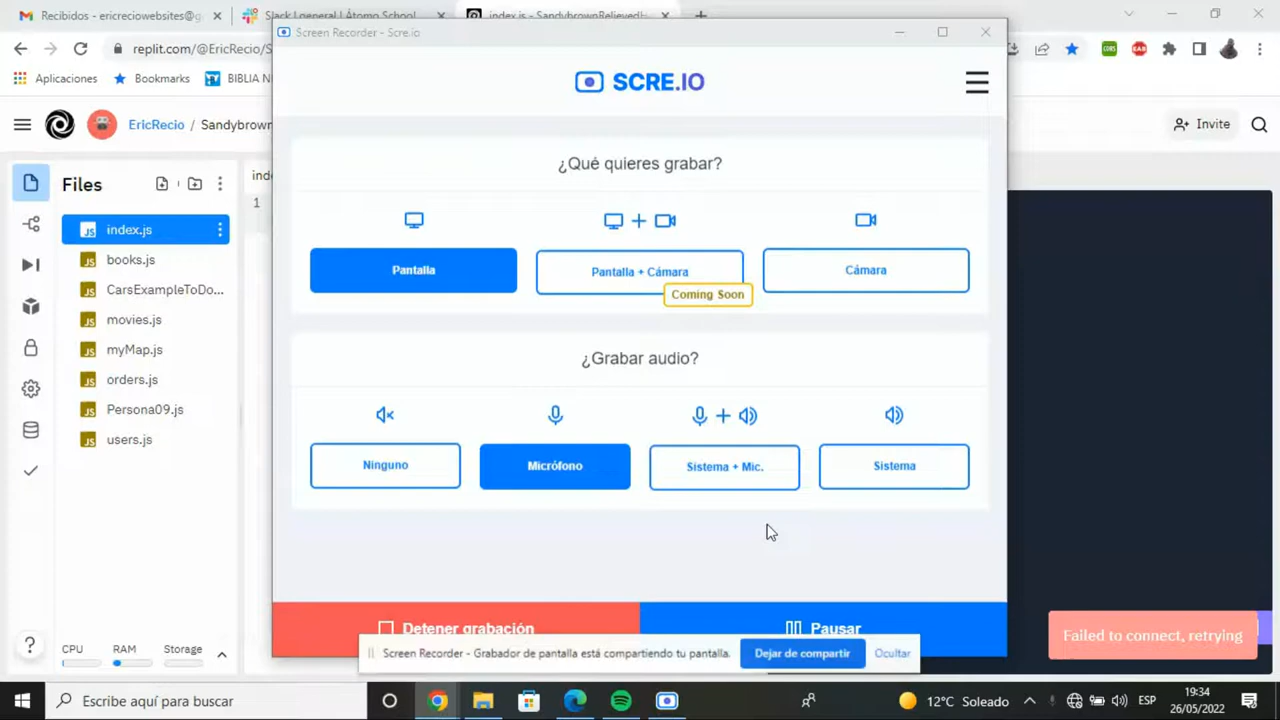 Recibidos - ericreciowebsites@g
Slack | general | Átomo School
index.js - SandybrownRelievedE
Screen Recorder - Scre.io
replit.com/@EricRecio/S
Aplicaciones
Bookmarks
BIBLIA N
SCRE.IO
EricRecio / Sandybrown
Invite
Files
index.js
books.js
CarsExampleToDo...
movies.js
myMap.js
orders.js
Persona09.js
users.js
1
¿Qué quieres grabar?
Pantalla
Pantalla + Cámara
Coming Soon
Cámara
¿Grabar audio?
Ninguno
Micrófono
Sistema + Mic.
Sistema
Detener grabación
Pausar
Screen Recorder - Grabador de pantalla está compartiendo tu pantalla.
Dejar de compartir
Ocultar
Failed to connect, retrying
CPU
RAM
Storage
Escribe aquí para buscar
12°C Soleado
ESP
19:34
26/05/2022